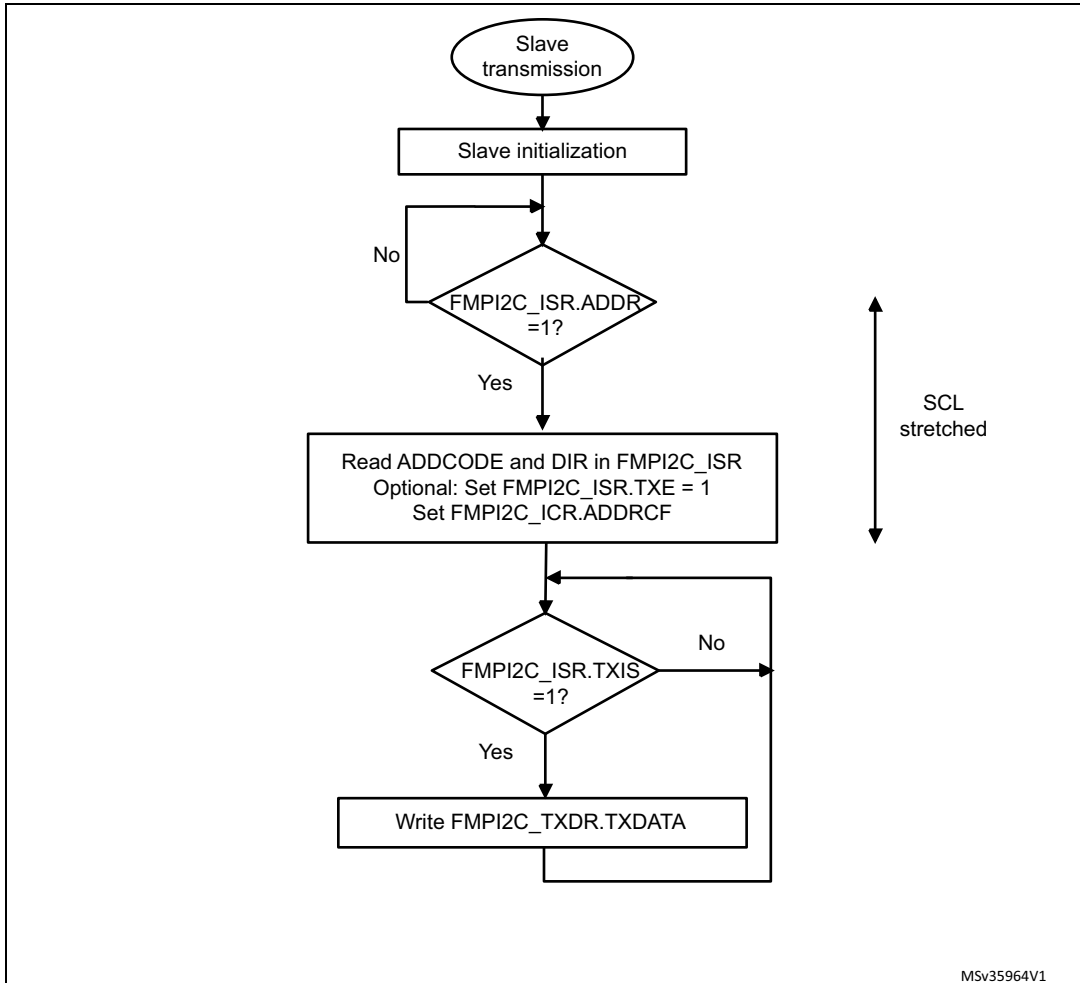 Slave
transmission
Slave initialization
No
FMPI2C_ISR.ADDR
=1?
Yes
SCL
stretched
Read ADDCODE and DIR in FMPI2C_ISR
Optional: Set FMPI2C_ISR.TXE = 1
Set FMPI2C_ICR.ADDRCF
No
FMPI2C_ISR.TXIS
=1?
Yes
Write FMPI2C_TXDR.TXDATA
MSv35964V1